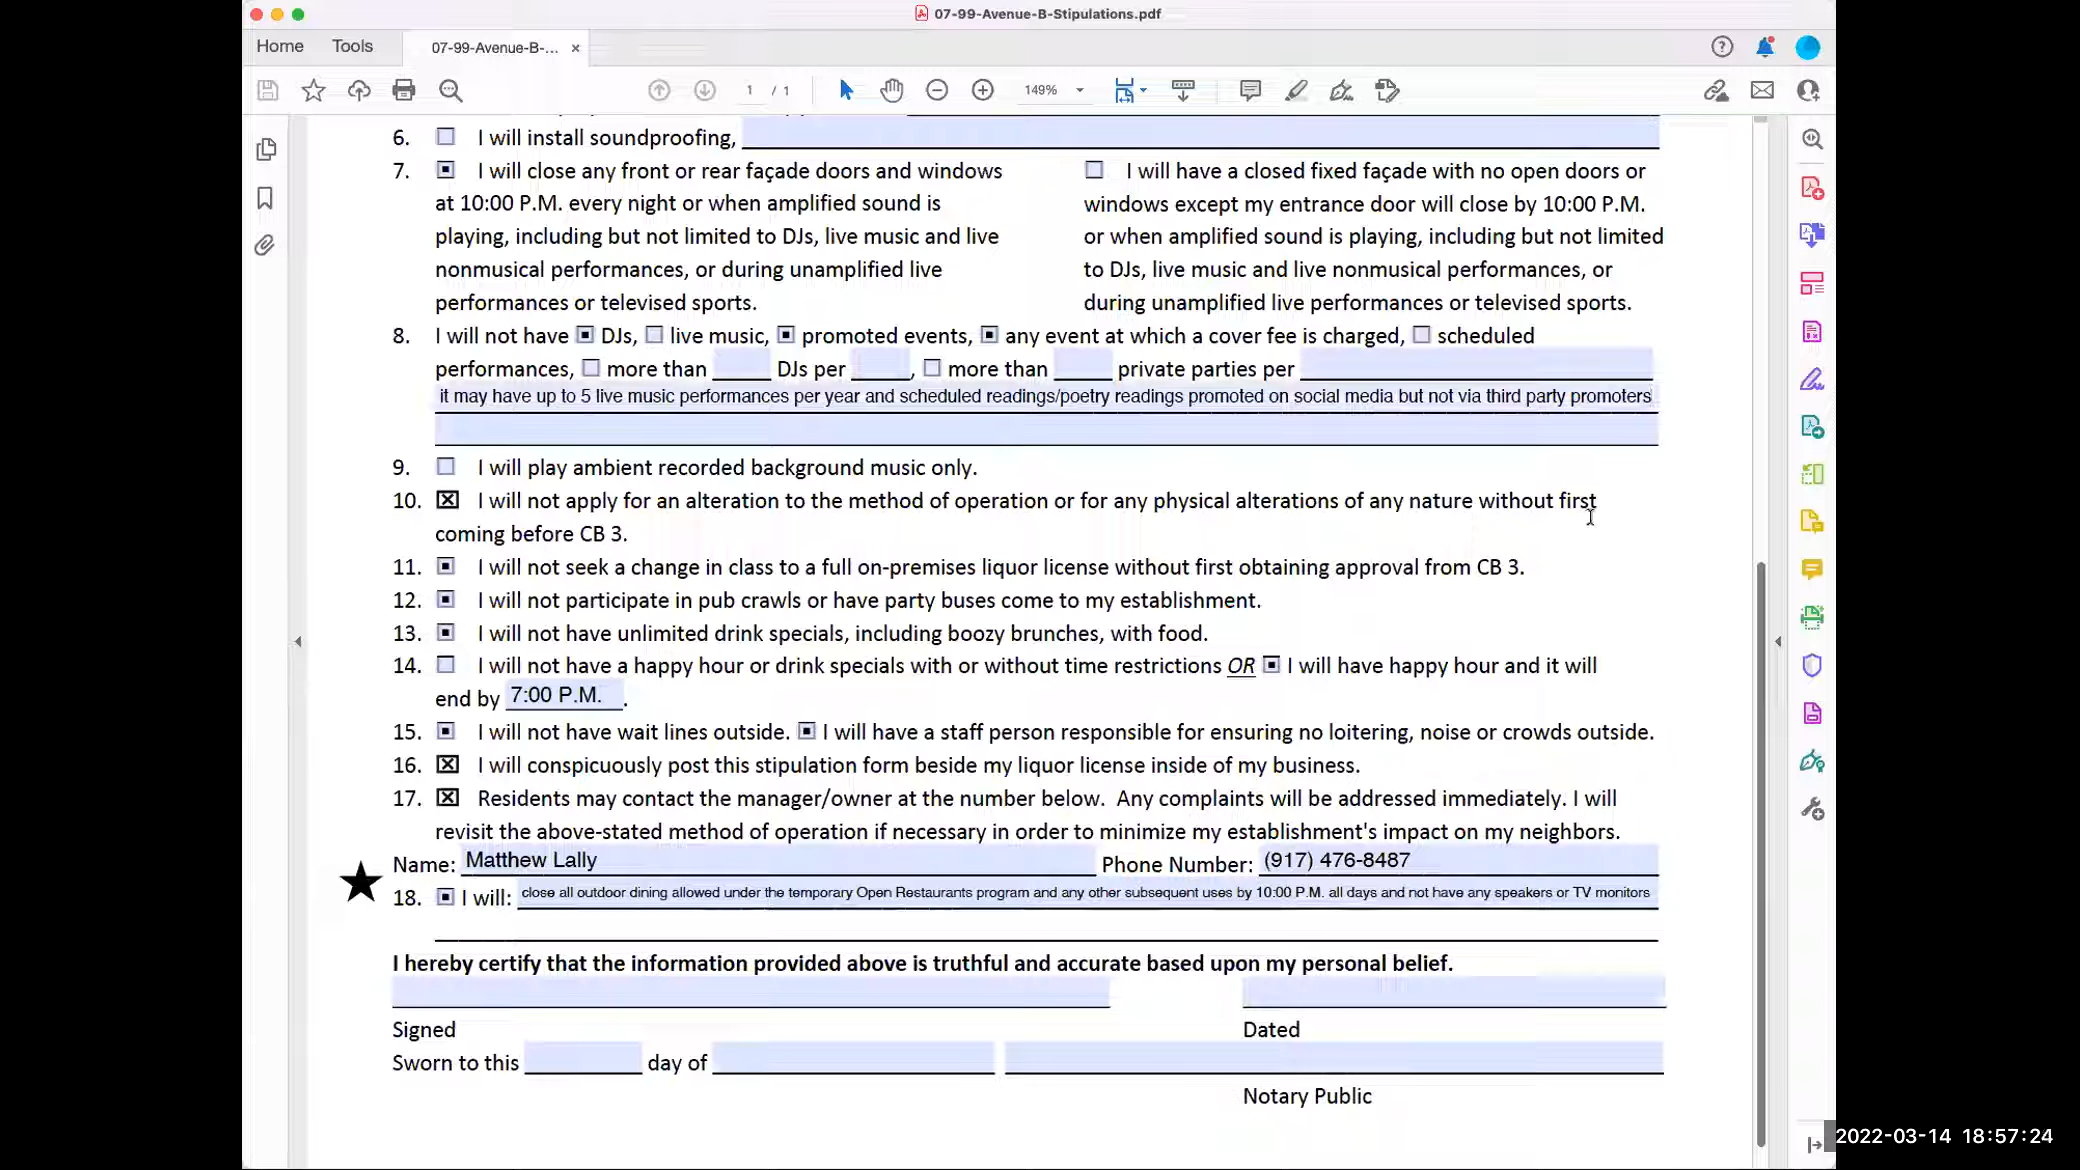 07-99-Avenue-B-Stipulations.pdf
Home Tools 07-99-Avenue-B-... ×
1 / 1 149%
6. I will install soundproofing,
7. I will close any front or rear façade doors and windows
at 10:00 P.M. every night or when amplified sound is
playing, including but not limited to DJs, live music and live
nonmusical performances, or during unamplified live
performances or televised sports.
I will have a closed fixed façade with no open doors or
windows except my entrance door will close by 10:00 P.M.
or when amplified sound is playing, including but not limited
to DJs, live music and live nonmusical performances, or
during unamplified live performances or televised sports.
8. I will not have DJs, live music, promoted events, any event at which a cover fee is charged, scheduled
performances, more than DJs per , more than private parties per
it may have up to 5 live music performances per year and scheduled readings/poetry readings promoted on social media but not via third party promoters
9. I will play ambient recorded background music only.
10. I will not apply for an alteration to the method of operation or for any physical alterations of any nature without first
coming before CB 3.
11. I will not seek a change in class to a full on-premises liquor license without first obtaining approval from CB 3.
12. I will not participate in pub crawls or have party buses come to my establishment.
13. I will not have unlimited drink specials, including boozy brunches, with food.
14. I will not have a happy hour or drink specials with or without time restrictions OR I will have happy hour and it will
end by 7:00 P.M. .
15. I will not have wait lines outside. I will have a staff person responsible for ensuring no loitering, noise or crowds outside.
16. I will conspicuously post this stipulation form beside my liquor license inside of my business.
17. Residents may contact the manager/owner at the number below. Any complaints will be addressed immediately. I will
revisit the above-stated method of operation if necessary in order to minimize my establishment's impact on my neighbors.
Name: Matthew Lally Phone Number: (917) 476-8487
18. I will: close all outdoor dining allowed under the temporary Open Restaurants program and any other subsequent uses by 10:00 P.M. all days and not have any speakers or TV monitors
I hereby certify that the information provided above is truthful and accurate based upon my personal belief.
Signed Dated
Sworn to this day of
Notary Public
2022-03-14 18:57:24